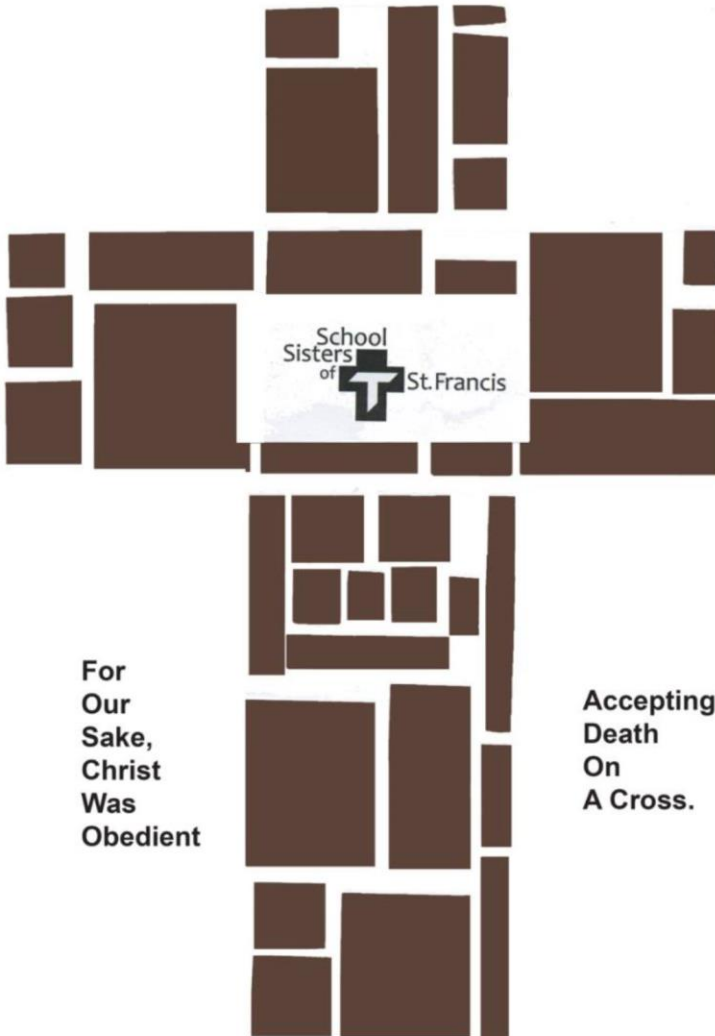 School
Sisters
of
St. Francis
For
Our
Sake,
Christ
Was
Obedient
Accepting
Death
On
A Cross.